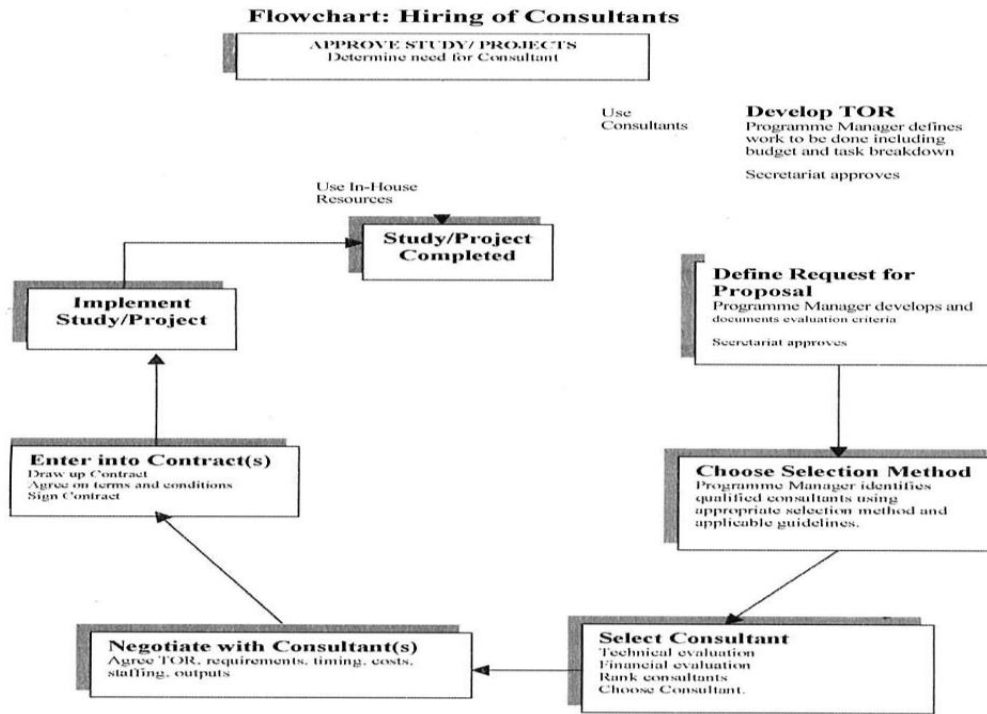 Flowchart: Hiring of Consultants
APPROVE STUDY/ PROJECTS
Determine need for Consultant
Use
Consultants
Develop TOR
Programme Manager defines
work to be done including
budget and task breakdown
Secretariat approves
Use In-House
Resources
Study/Project
Completed
Define Request for
Proposal
Programme Manager develops and
documents evaluation criteria
Secretariat approves
Implement
Study/Project
Enter into Contract(s)
Draw up Contract
Agree on terms and conditions
Sign Contract
Choose Selection Method
Programme Manager identifies
qualified consultants using
appropriate selection method and
applicable guidelines.
Negotiate with Consultant(s)
Agree TOR, requirements, timing, costs,
staffing, outputs
Select Consultant
Technical evaluation
Financial evaluation
Rank consultants
Choose Consultant.